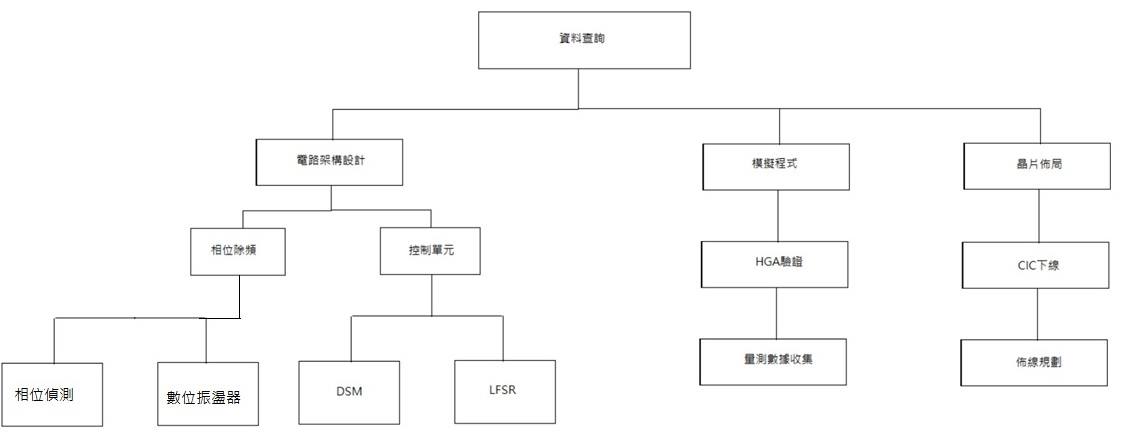 資料查詢
電路架構設計
模擬程式
晶片佈局
相位除頻
控制單元
HGA驗證
CIC下線
相位偵測
數位振盪器
DSM
LFSR
量測數據收集
佈線規劃